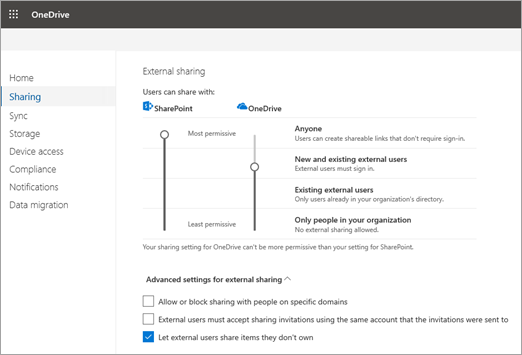 OneDrive
Home
Sharing
Sync
Storage
Device access
Compliance
Notifications
Data migration
External sharing
Users can share with:
SharePoint OneDrive
Most permissive
Least permissive
Anyone
Users can create shareable links that don't require sign-in.
New and existing external users
External users must sign in.
Existing external users
Only users already in your organization's directory.
Only people in your organization
No external sharing allowed.
Your sharing setting for OneDrive can't be more permissive than your setting for SharePoint.
Advanced settings for external sharing
Allow or block sharing with people on specific domains
External users must accept sharing invitations using the same account that the invitations were sent to
Let external users share items they don't own